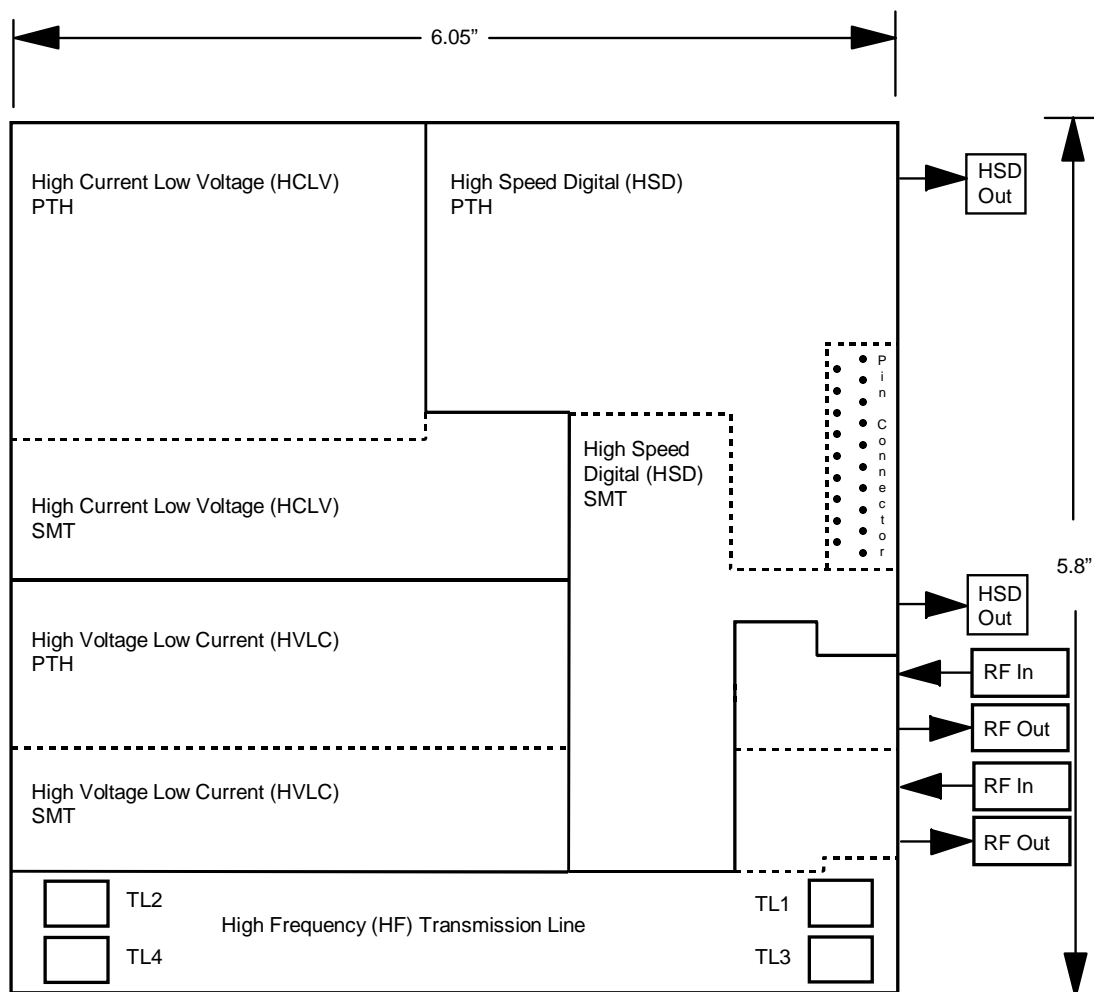 6.05”
High Current Low Voltage (HCLV)
PTH
High Speed Digital (HSD)
PTH
HSD
Out
Pin Connector
High Speed
Digital (HSD)
SMT
High Current Low Voltage (HCLV)
SMT
5.8”
HSD
Out
High Voltage Low Current (HVLC)
PTH
RF In
RF Out
High Voltage Low Current (HVLC)
SMT
RF In
RF Out
TL2
TL1
High Frequency (HF) Transmission Line
TL4
TL3